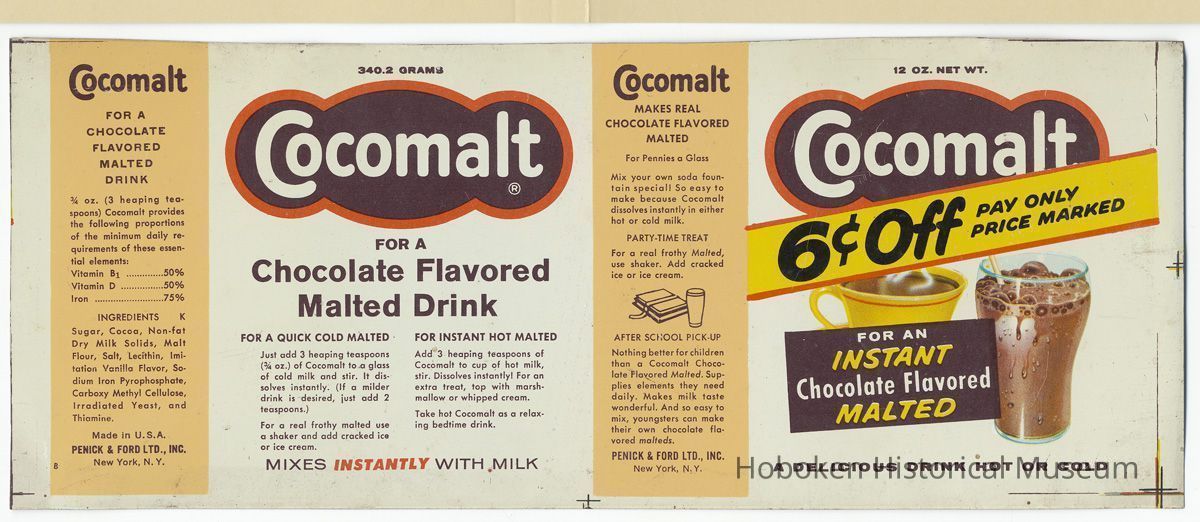 Cocomalt
FOR A
CHOCOLATE
FLAVORED
MALTED
DRINK
¾ oz. (3 heaping tea-
spoons) Cocomalt provides
the following proportions
of the minimum daily re-
quirements of these essen-
tial elements:
Vitamin B1 .............50%
Vitamin D ..............50%
Iron .......................75%
INGREDIENTS K
Sugar, Cocoa, Non-fat
Dry Milk Solids, Malt
Flour, Salt, Lecithin, Imi-
tation Vanilla Flavor, So-
dium Iron Pyrophosphate,
Carboxy Methyl Cellulose,
Irradiated Yeast, and
Thiamine.
Made in U.S.A.
PENICK & FORD LTD., INC.
New York, N.Y.
8
340.2 GRAMS
Cocomalt
®
FOR A
Chocolate Flavored
Malted Drink
FOR A QUICK COLD MALTED
Just add 3 heaping teaspoons
(¾ oz.) of Cocomalt to a glass
of cold milk and stir. It dis-
solves instantly. (If a milder
drink is desired, just add 2
teaspoons.)
For a real frothy malted use
a shaker and add cracked ice
or ice cream.
FOR INSTANT HOT MALTED
Add 3 heaping teaspoons of
Cocomalt to cup of hot milk,
stir. Dissolves instantly! For an
extra treat, top with marsh-
mallow or whipped cream.
Take hot Cocomalt as a relax-
ing bedtime drink.
MIXES INSTANTLY WITH MILK
Cocomalt
MAKES REAL
CHOCOLATE FLAVORED
MALTED
For Pennies a Glass
Mix your own soda foun-
tain special! So easy to
make because Cocomalt
dissolves instantly in either
hot or cold milk.
PARTY-TIME TREAT
For a real frothy Malted,
use shaker. Add cracked
ice or ice cream.
AFTER SCHOOL PICK-UP
Nothing better for children
than a Cocomalt Choco-
late Flavored Malted. Sup-
plies elements they need
daily. Makes milk taste
wonderful. And so easy to
mix, youngsters can make
their own chocolate fla-
vored malteds.
PENICK & FORD LTD., INC.
New York, N.Y.
12 OZ. NET WT.
Cocomalt
6¢ Off PAY ONLY
PRICE MARKED
FOR AN
INSTANT
Chocolate Flavored
MALTED
A DELICIOUS DRINK HOT OR COLD
Hoboken Historical Museum